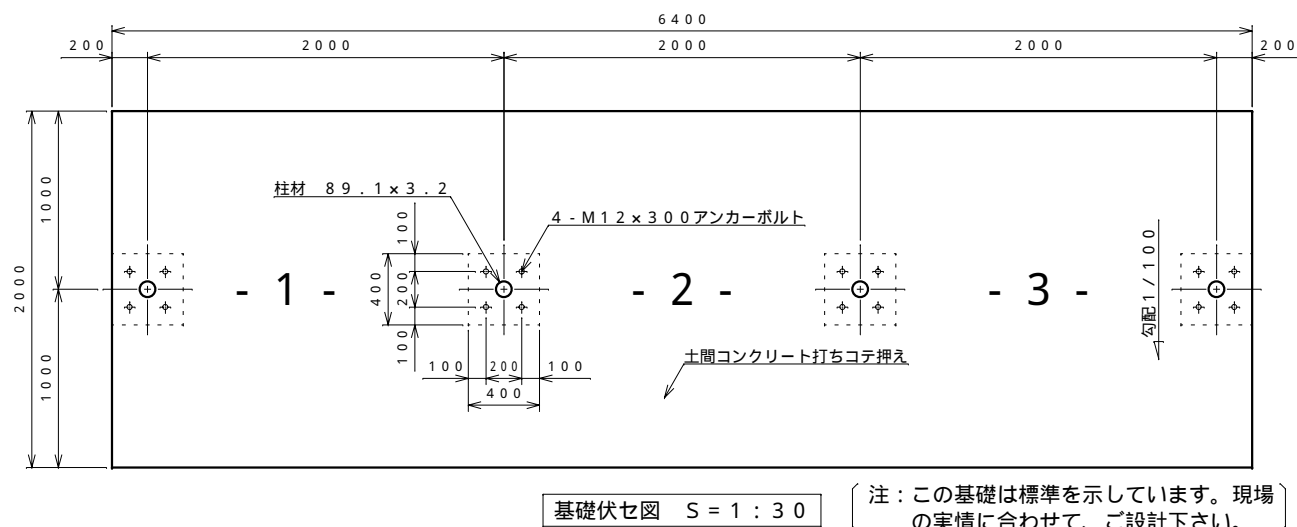 6400
200
2000
2000
2000
200
1000
2000
1000
柱材 89.1×3.2
4-M12×300アンカーボルト
100
400
200
100
-1-
-2-
-3-
勾配1/100
100
200
100
400
土間コンクリート打ちコテ押え
基礎伏せ図 S=1:30
注:この基礎は標準を示しています。現場
の実情に合わせて、ご設計下さい。